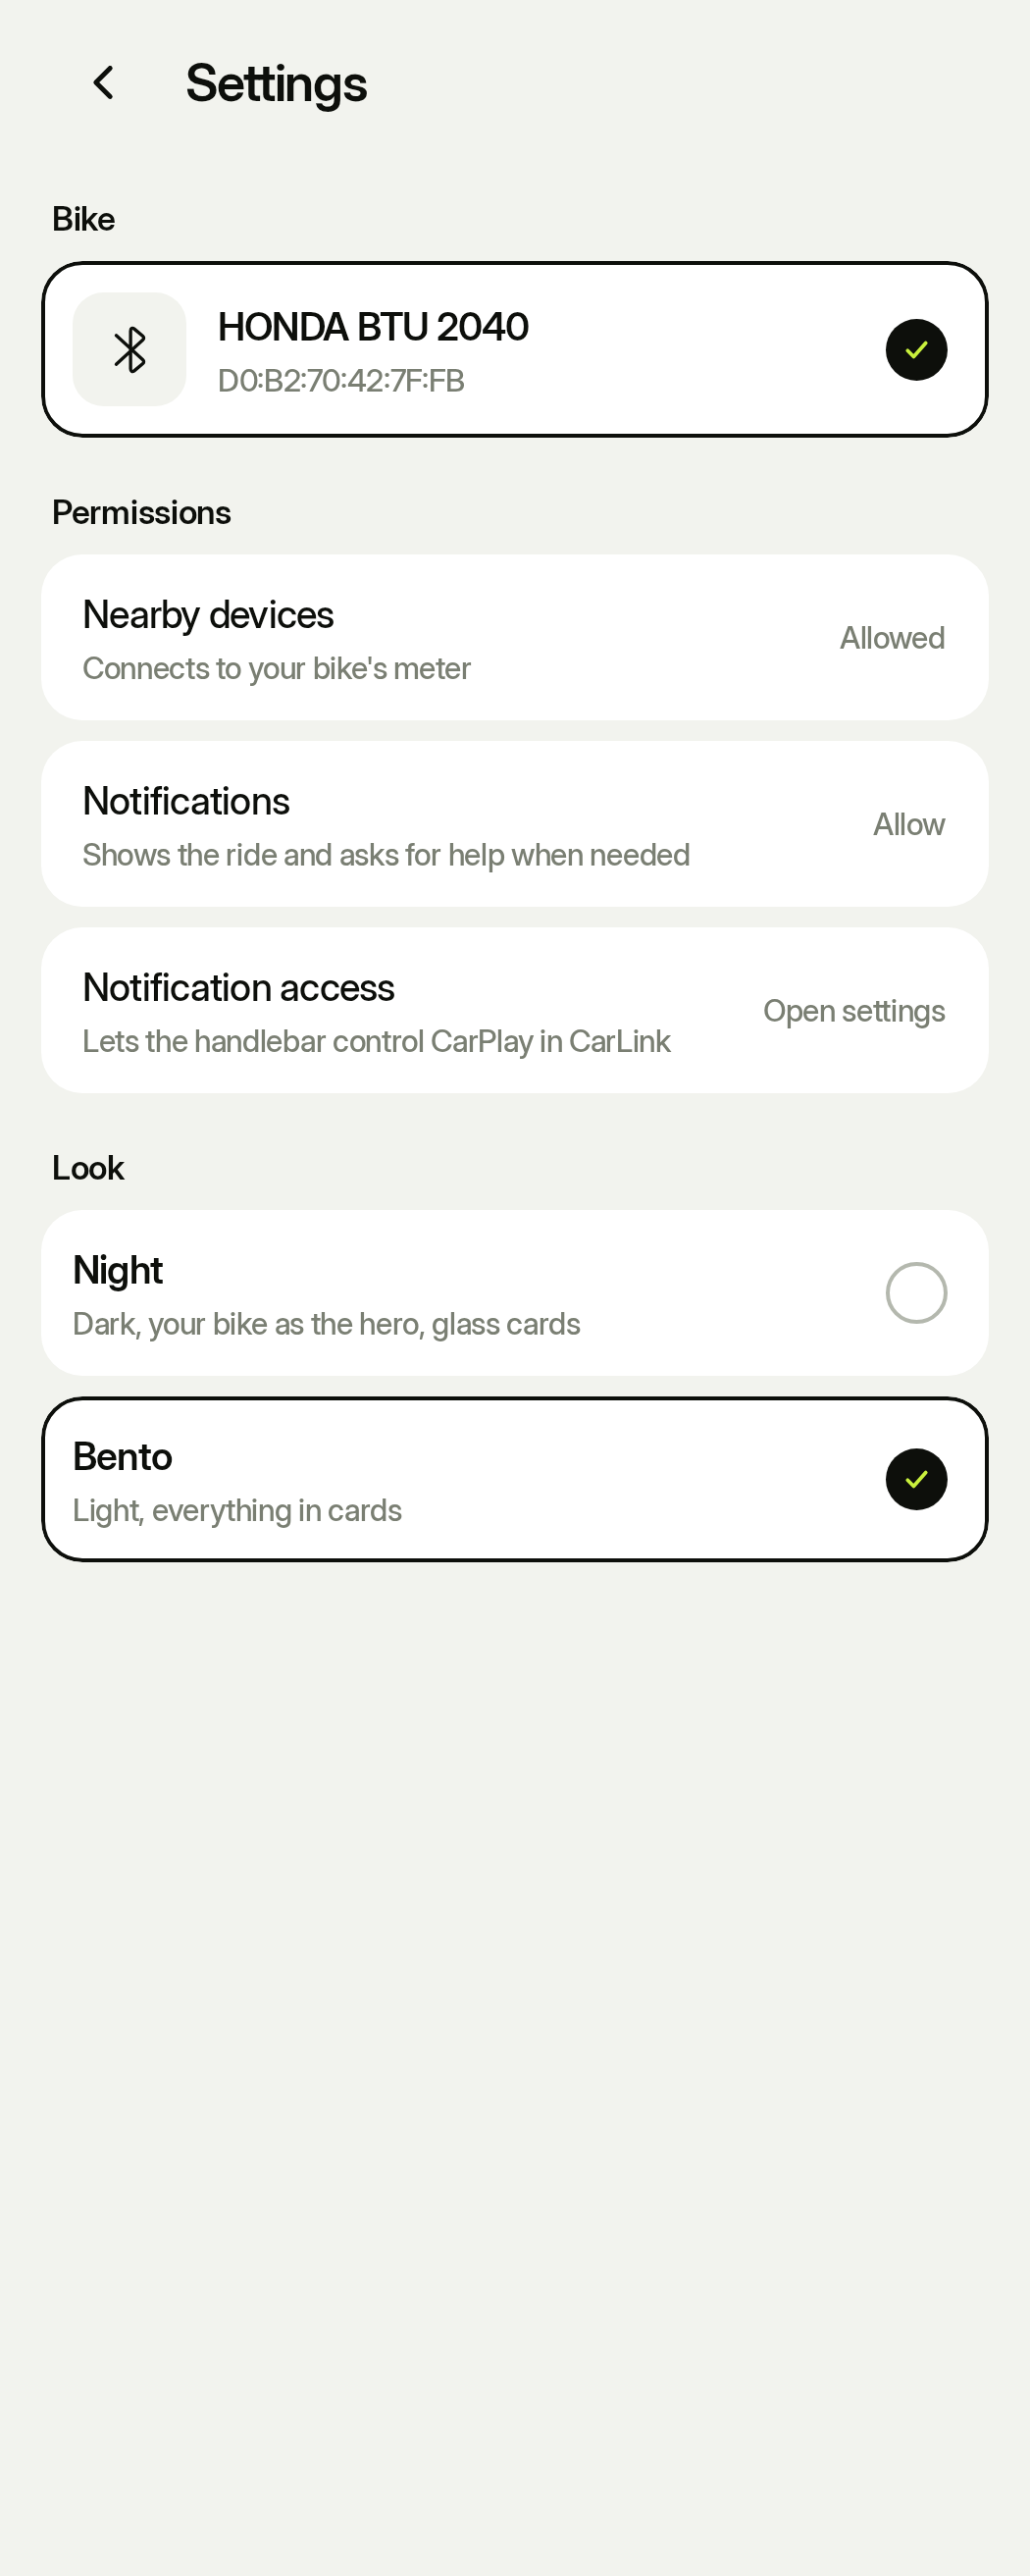 Settings
Bike
HONDA BTU 2040
D0:B2:70:42:7F:FB
Permissions
Nearby devices
Connects to your bike's meter
Allowed
Notifications
Shows the ride and asks for help when needed
Allow
Notification access
Lets the handlebar control CarPlay in CarLink
Open settings
Look
Night
Dark, your bike as the hero, glass cards
Bento
Light, everything in cards